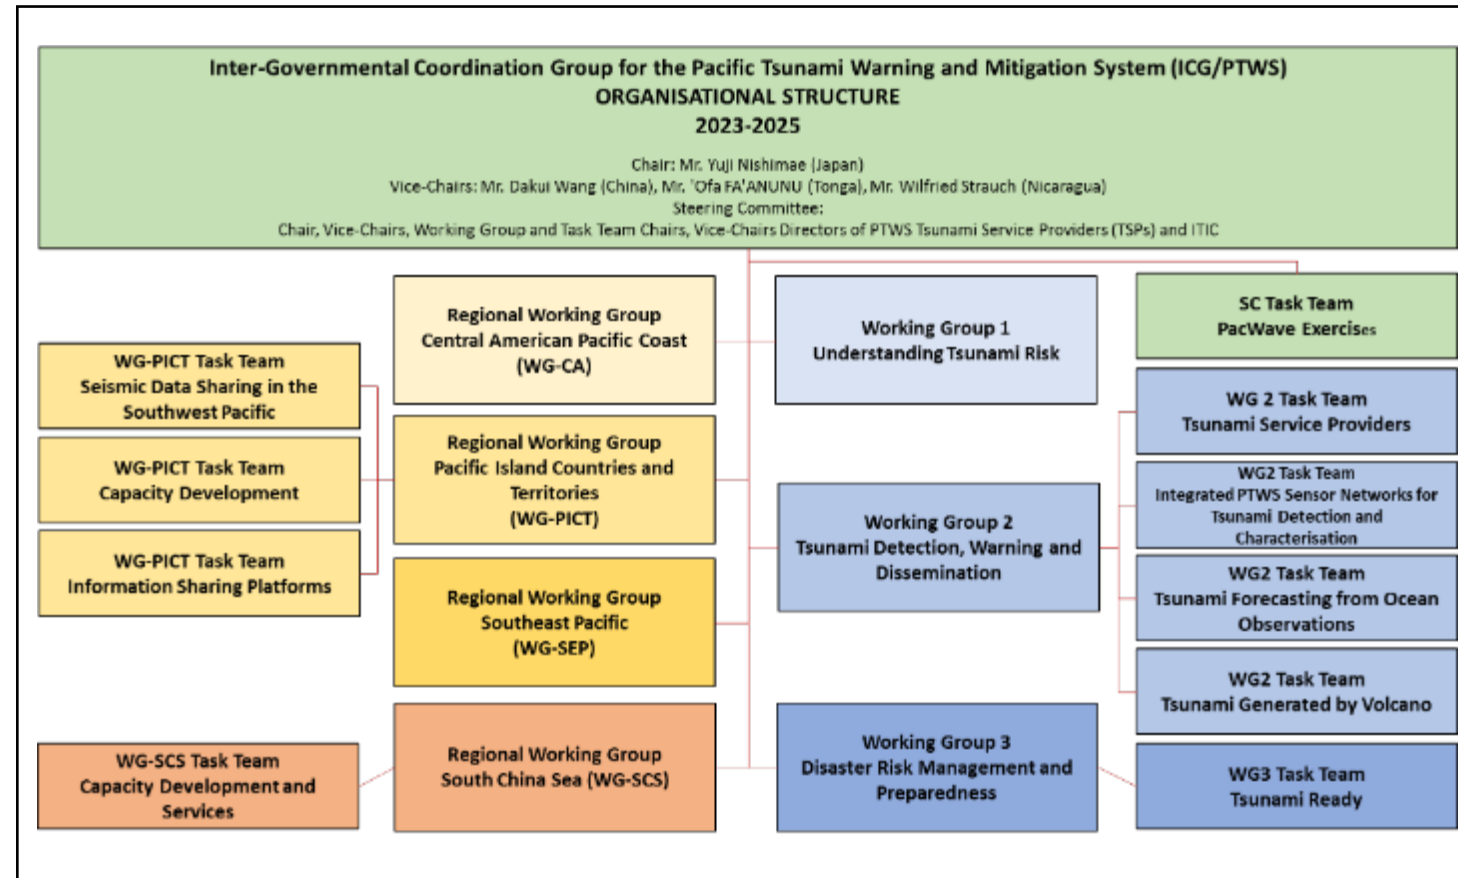 Inter-Governmental Coordination Group for the Pacific Tsunami Warning and Mitigation System (ICG/PTWS)
ORGANISATIONAL STRUCTURE
2023-2025
Chair: Mr. Yuji Nishimae (Japan)
Vice-Chairs: Mr. Dakui Wang (China), Mr. 'Ofa FA'ANUNU (Tonga), Mr. Wilfried Strauch (Nicaragua)
Steering Committee:
Chair, Vice-Chairs, Working Group and Task Team Chairs, Vice-Chairs Directors of PTWS Tsunami Service Providers (TSPs) and ITIC
WG-PICT Task Team
Seismic Data Sharing in the
Southwest Pacific
WG-PICT Task Team
Capacity Development
WG-PICT Task Team
Information Sharing Platforms
WG-SCS Task Team
Capacity Development and
Services
Regional Working Group
Central American Pacific Coast
(WG-CA)
Regional Working Group
Pacific Island Countries and
Territories
(WG-PICT)
Regional Working Group
Southeast Pacific
(WG-SEP)
Regional Working Group
South China Sea (WG-SCS)
Working Group 1
Understanding Tsunami Risk
Working Group 2
Tsunami Detection, Warning and
Dissemination
Working Group 3
Disaster Risk Management and
Preparedness
SC Task Team
PacWave Exercises
WG 2 Task Team
Tsunami Service Providers
WG2 Task Team
Integrated PTWS Sensor Networks for
Tsunami Detection and
Characterisation
WG2 Task Team
Tsunami Forecasting from Ocean
Observations
WG2 Task Team
Tsunami Generated by Volcano
WG3 Task Team
Tsunami Ready